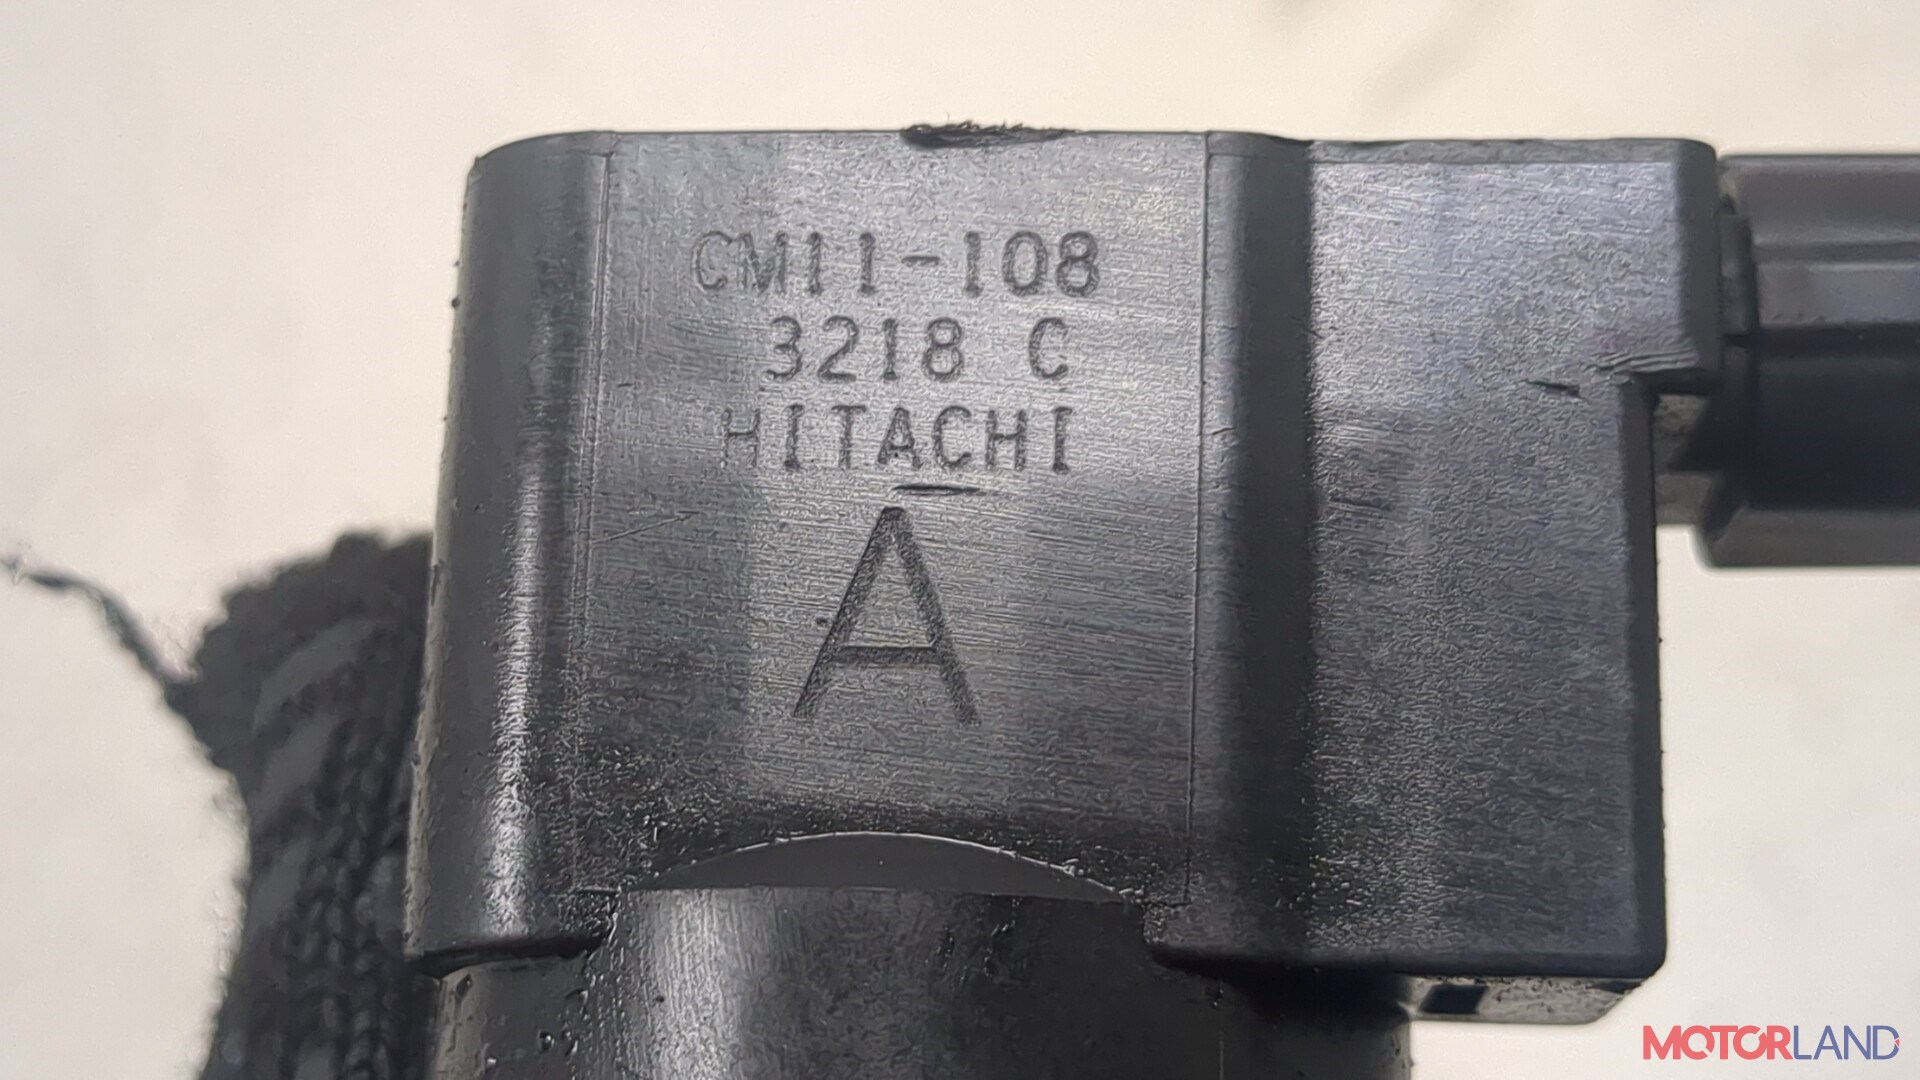 CM11-108
3218 C
HITACHI
A
MOTORLAND